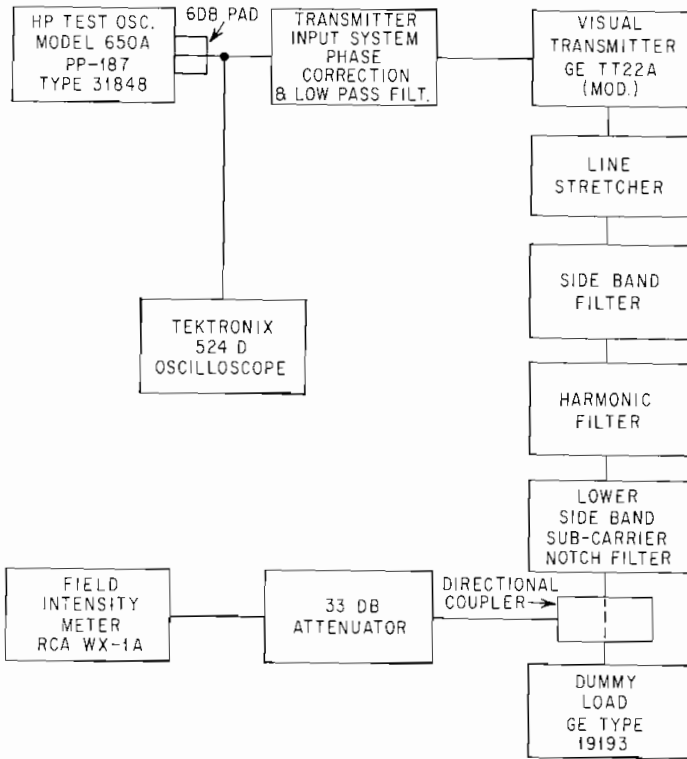 HP TEST OSC.
MODEL 650A
PP-187
TYPE 31848
6DB PAD
TRANSMITTER
INPUT SYSTEM
PHASE
CORRECTION
& LOW PASS FILT.
VISUAL
TRANSMITTER
GE TT22A
(MOD.)
LINE
STRETCHER
SIDE BAND
FILTER
TEKTRONIX
524 D
OSCILLOSCOPE
HARMONIC
FILTER
LOWER
SIDE BAND
SUB-CARRIER
NOTCH FILTER
FIELD
INTENSITY
METER
RCA WX-1A
33 DB
ATTENUATOR
DIRECTIONAL
COUPLER
DUMMY
LOAD
GE TYPE
19193